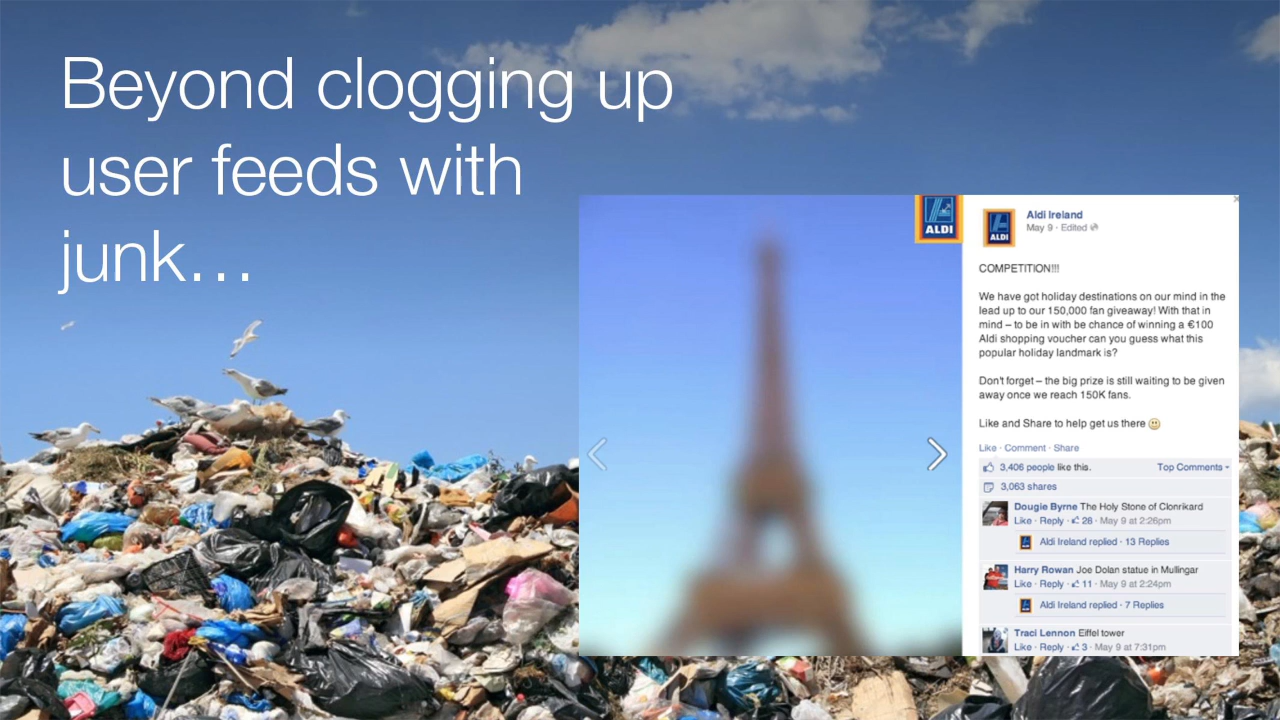 Beyond clogging up
user feeds with
junk…
ALDI
ALDI
Aldi Ireland
May 9 · Edited
COMPETITION!!!
We have got holiday destinations on our mind in the
lead up to our 150,000 fan giveaway! With that in
mind – to be in with be chance of winning a €100
Aldi shopping voucher can you guess what this
popular holiday landmark is?
Don't forget – the big prize is still waiting to be given
away once we reach 150K fans.
Like and Share to help get us there
Like · Comment · Share
3,406 people like this.
Top Comments
3,063 shares
Dougie Byrne The Holy Stone of Clonrikard
Like · Reply · 28 · May 9 at 2:26pm
Aldi Ireland replied · 13 Replies
Harry Rowan Joe Dolan statue in Mullingar
Like · Reply · 11 · May 9 at 2:24pm
Aldi Ireland replied · 7 Replies
Traci Lennon Eiffel tower
Like · Reply · 3 · May 9 at 7:31pm